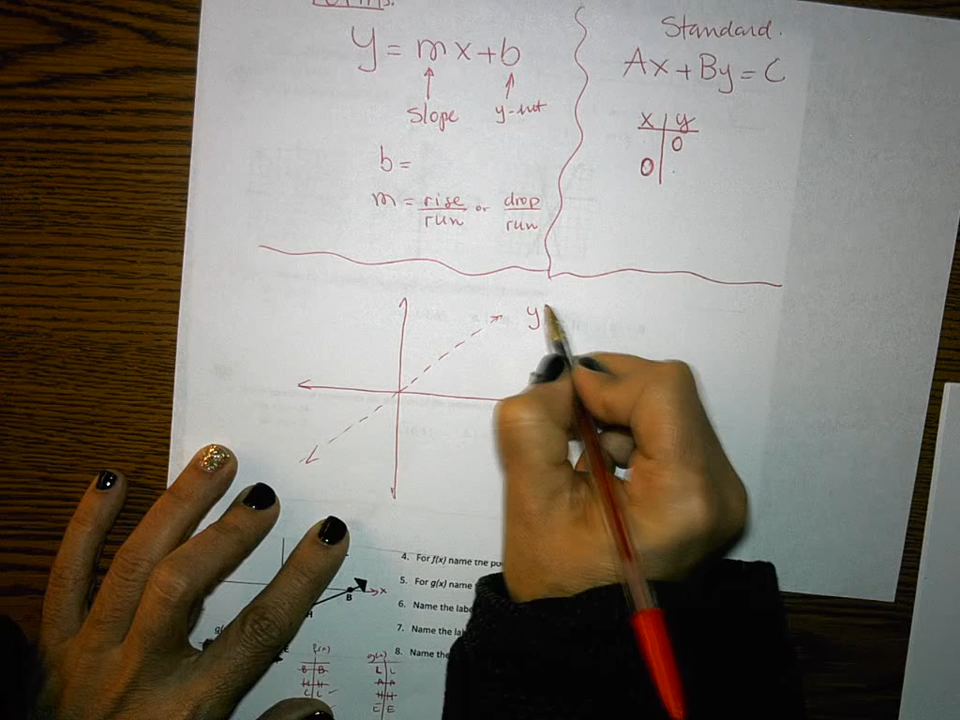 Standard.
y = mx + b
Ax + By = C
slope
y-int
x y
0
0
b =
m = rise/run or drop/run
y
4. For f(x) name the
5. For g(x) name
6. Name the
7. Name the
8. Name the
B
x
f(x)
g(x)
B B
H H
L L
L L
A A
H H
E E